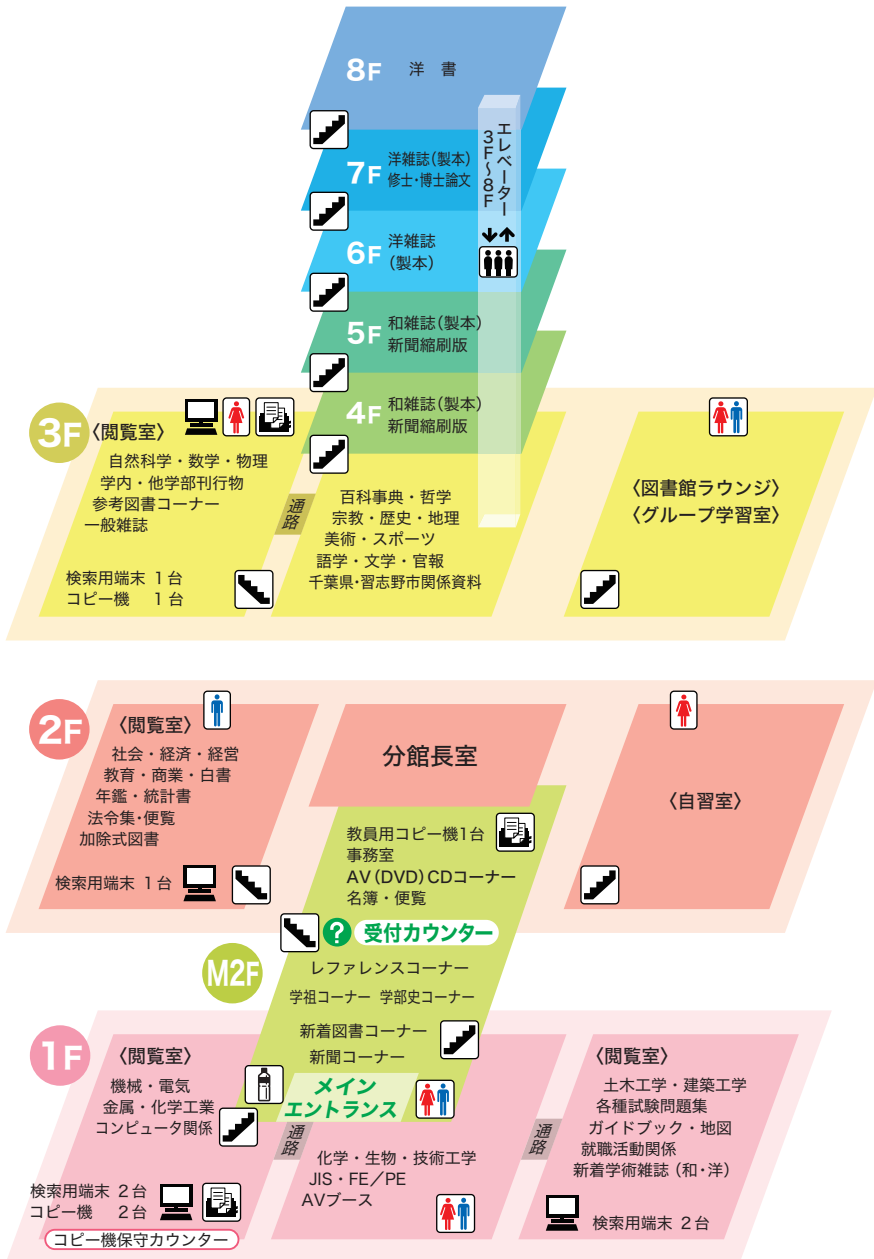 8F 洋 書
エレベーター
3F~8F
7F 洋雑誌(製本)
修士・博士論文
6F 洋雑誌
(製本)
5F 和雑誌(製本)
新聞縮刷版
4F 和雑誌(製本)
新聞縮刷版
3F 〈閲覧室〉
自然科学・数学・物理
学内・他学部刊行物
参考図書コーナー
一般雑誌
検索用端末 1台
コピー機 1台
通路
百科事典・哲学
宗教・歴史・地理
美術・スポーツ
語学・文学・官報
千葉県・習志野市関係資料
〈図書館ラウンジ〉
〈グループ学習室〉
2F 〈閲覧室〉
社会・経済・経営
教育・商業・白書
年鑑・統計書
法令集・便覧
加除式図書
検索用端末 1台
分館長室
〈自習室〉
教員用コピー機1台
事務室
AV(DVD)CDコーナー
名簿・便覧
? 受付カウンター
M2F
レファレンスコーナー
学祖コーナー 学部史コーナー
新着図書コーナー
新聞コーナー
メイン
エントランス
1F 〈閲覧室〉
機械・電気
金属・化学工業
コンピュータ関係
検索用端末 2台
コピー機 2台
コピー機保守カウンター
通路
化学・生物・技術工学
JIS・FE/PE
AVブース
通路
〈閲覧室〉
土木工学・建築工学
各種試験問題集
ガイドブック・地図
就職活動関係
新着学術雑誌(和・洋)
検索用端末 2台